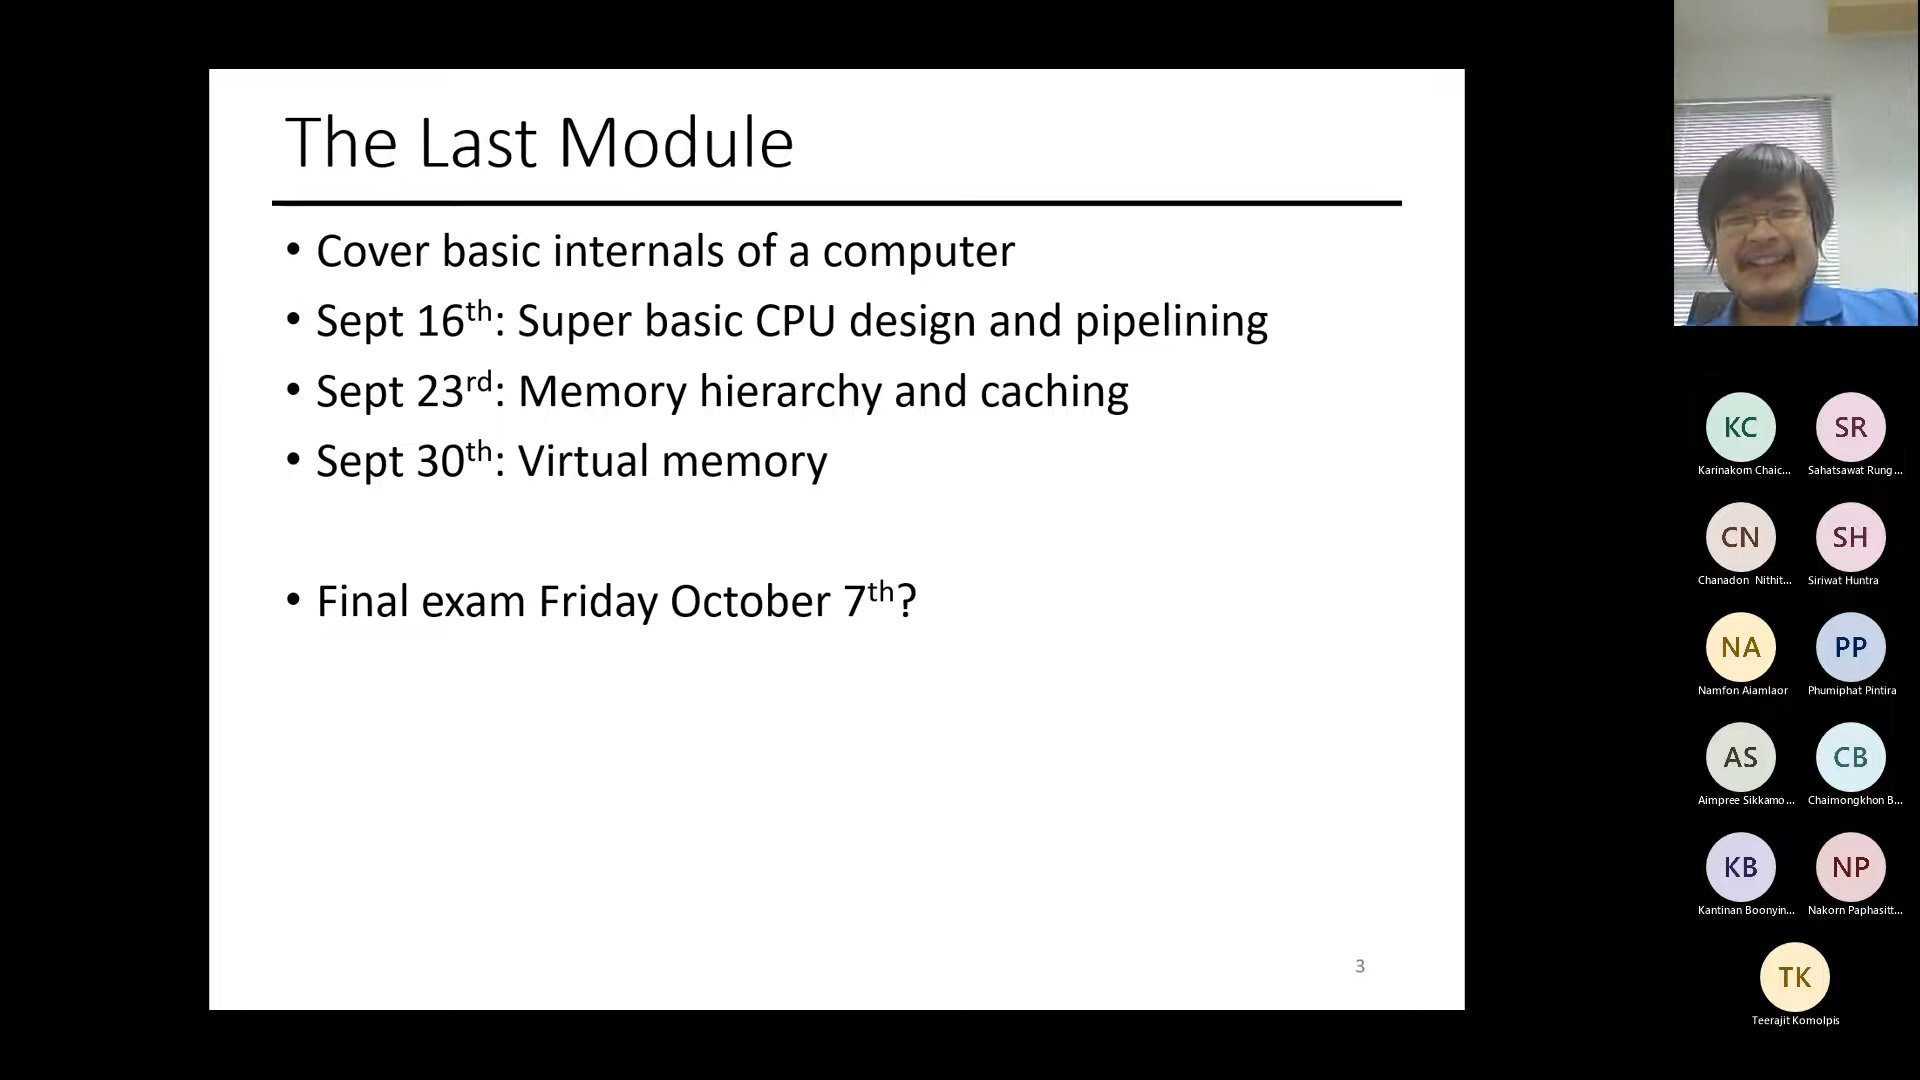 The Last Module
• Cover basic internals of a computer
• Sept 16th: Super basic CPU design and pipelining
• Sept 23rd: Memory hierarchy and caching
• Sept 30th: Virtual memory
• Final exam Friday October 7th?
3
KC SR
Karinakorn Chaic... Sahatsawat Rung...
CN SH
Chanadon Nithit... Siriwat Huntra
NA PP
Namfon Aiamlaor Phumiphat Pintira
AS CB
Aimpree Sikkamo... Chaimongkhon B...
KB NP
Kantinan Boonyin... Nakorn Paphasitt...
TK
Teerajit Komolpis